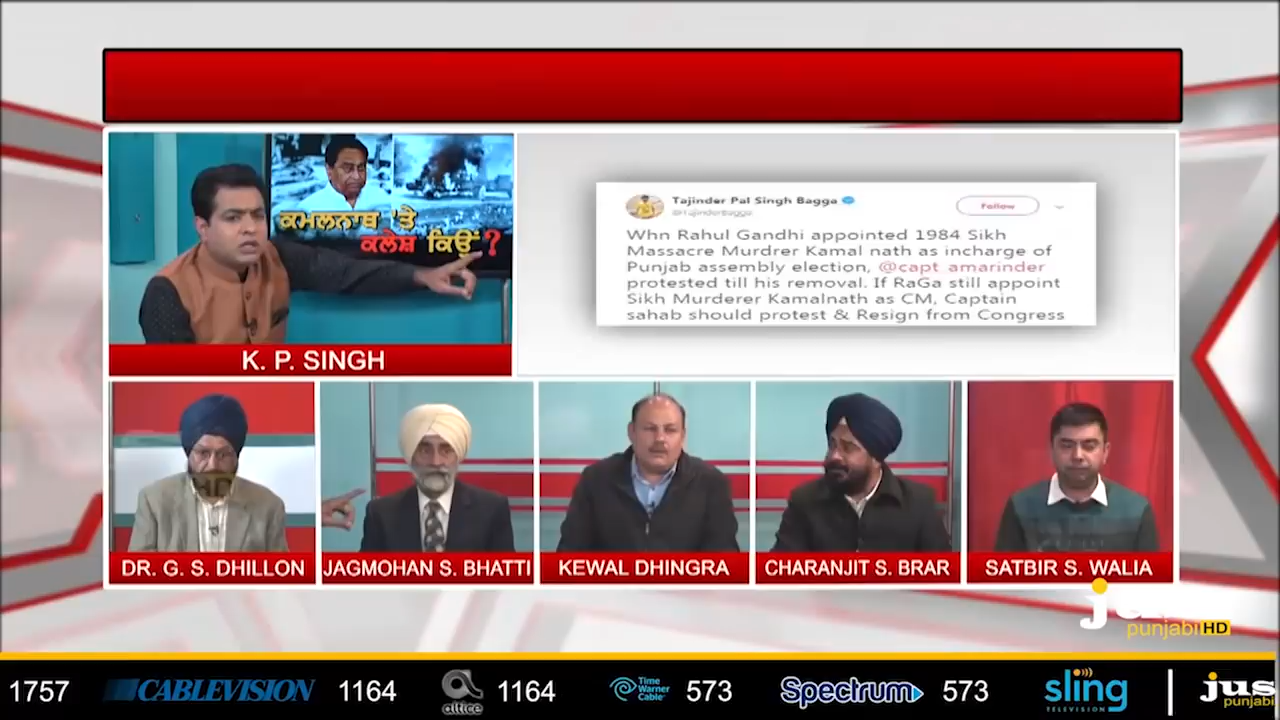 ਕਮਲਨਾਥ 'ਤੇ
ਕਲੇਸ਼ ਕਿਉਂ?
K. P. SINGH
Tajinder Pal Singh Bagga
@TajinderBagga
Follow
Whn Rahul Gandhi appointed 1984 Sikh
Massacre Murdrer Kamal nath as incharge of
Punjab assembly election, @capt_amarinder
protested till his removal. If RaGa still appoint
Sikh Murderer Kamalnath as CM, Captain
sahab should protest & Resign from Congress
DR. G. S. DHILLON
JAGMOHAN S. BHATTI
KEWAL DHINGRA
CHARANJIT S. BRAR
SATBIR S. WALIA
HD
punjabi HD
1757 CABLEVISION 1164 altice 1164 Time Warner Cable 573 Spectrum 573 sling TELEVISION jus punjabi